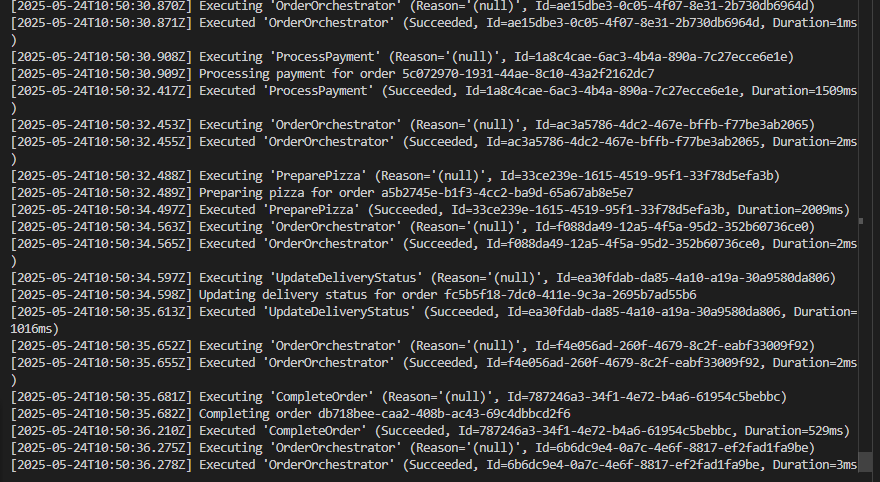 [2025-05-24T10:50:30.870Z] Executing 'OrderOrchestrator' (Reason='(null)', Id=ae15dbe3-0c05-4f07-8e31-2b730db6964d)
[2025-05-24T10:50:30.871Z] Executed 'OrderOrchestrator' (Succeeded, Id=ae15dbe3-0c05-4f07-8e31-2b730db6964d, Duration=1ms
)
[2025-05-24T10:50:30.908Z] Executing 'ProcessPayment' (Reason='(null)', Id=1a8c4cae-6ac3-4b4a-890a-7c27ecce6e1e)
[2025-05-24T10:50:30.909Z] Processing payment for order 5c072970-1931-44ae-8c10-43a2f2162dc7
[2025-05-24T10:50:32.417Z] Executed 'ProcessPayment' (Succeeded, Id=1a8c4cae-6ac3-4b4a-890a-7c27ecce6e1e, Duration=1509ms
)
[2025-05-24T10:50:32.453Z] Executing 'OrderOrchestrator' (Reason='(null)', Id=ac3a5786-4dc2-467e-bffb-f77be3ab2065)
[2025-05-24T10:50:32.455Z] Executed 'OrderOrchestrator' (Succeeded, Id=ac3a5786-4dc2-467e-bffb-f77be3ab2065, Duration=2ms
)
[2025-05-24T10:50:32.488Z] Executing 'PreparePizza' (Reason='(null)', Id=33ce239e-1615-4519-95f1-33f78d5efa3b)
[2025-05-24T10:50:32.489Z] Preparing pizza for order a5b2745e-b1f3-4cc2-ba9d-65a67ab8e5e7
[2025-05-24T10:50:34.497Z] Executed 'PreparePizza' (Succeeded, Id=33ce239e-1615-4519-95f1-33f78d5efa3b, Duration=2009ms)
[2025-05-24T10:50:34.563Z] Executing 'OrderOrchestrator' (Reason='(null)', Id=f088da49-12a5-4f5a-95d2-352b60736ce0)
[2025-05-24T10:50:34.565Z] Executed 'OrderOrchestrator' (Succeeded, Id=f088da49-12a5-4f5a-95d2-352b60736ce0, Duration=2ms
)
[2025-05-24T10:50:34.597Z] Executing 'UpdateDeliveryStatus' (Reason='(null)', Id=ea30fdab-da85-4a10-a19a-30a9580da806)
[2025-05-24T10:50:34.598Z] Updating delivery status for order fc5b5f18-7dc0-411e-9c3a-2695b7ad55b6
[2025-05-24T10:50:35.613Z] Executed 'UpdateDeliveryStatus' (Succeeded, Id=ea30fdab-da85-4a10-a19a-30a9580da806, Duration=
1016ms)
[2025-05-24T10:50:35.652Z] Executing 'OrderOrchestrator' (Reason='(null)', Id=f4e056ad-260f-4679-8c2f-eabf33009f92)
[2025-05-24T10:50:35.655Z] Executed 'OrderOrchestrator' (Succeeded, Id=f4e056ad-260f-4679-8c2f-eabf33009f92, Duration=2ms
)
[2025-05-24T10:50:35.681Z] Executing 'CompleteOrder' (Reason='(null)', Id=787246a3-34f1-4e72-b4a6-61954c5bebbc)
[2025-05-24T10:50:35.682Z] Completing order db718bee-caa2-408b-ac43-69c4dbbcd2f6
[2025-05-24T10:50:36.210Z] Executed 'CompleteOrder' (Succeeded, Id=787246a3-34f1-4e72-b4a6-61954c5bebbc, Duration=529ms)
[2025-05-24T10:50:36.275Z] Executing 'OrderOrchestrator' (Reason='(null)', Id=6b6dc9e4-0a7c-4e6f-8817-ef2fad1fa9be)
[2025-05-24T10:50:36.278Z] Executed 'OrderOrchestrator' (Succeeded, Id=6b6dc9e4-0a7c-4e6f-8817-ef2fad1fa9be, Duration=3ms